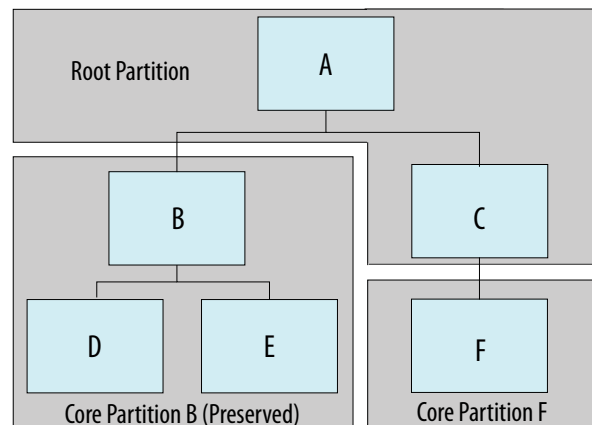 A
Root Partition
B
C
D
E
F
Core Partition B (Preserved)
Core Partition F